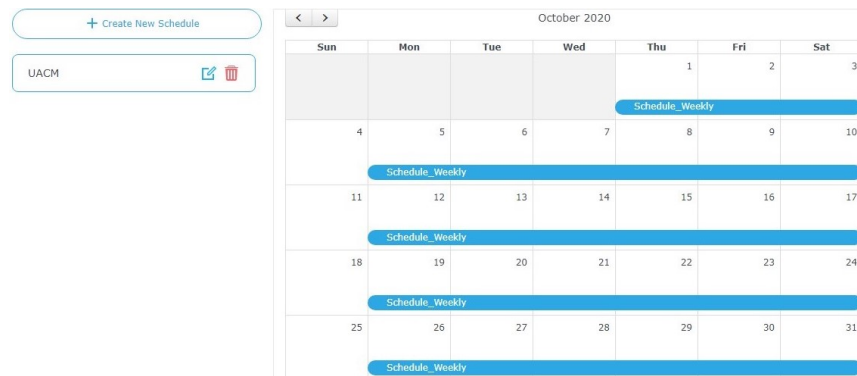 + Create New Schedule
UACM
< >
October 2020
Sun Mon Tue Wed Thu Fri Sat
1 2 3
Schedule_Weekly
4 5 6 7 8 9 10
Schedule_Weekly
11 12 13 14 15 16 17
Schedule_Weekly
18 19 20 21 22 23 24
Schedule_Weekly
25 26 27 28 29 30 31
Schedule_Weekly